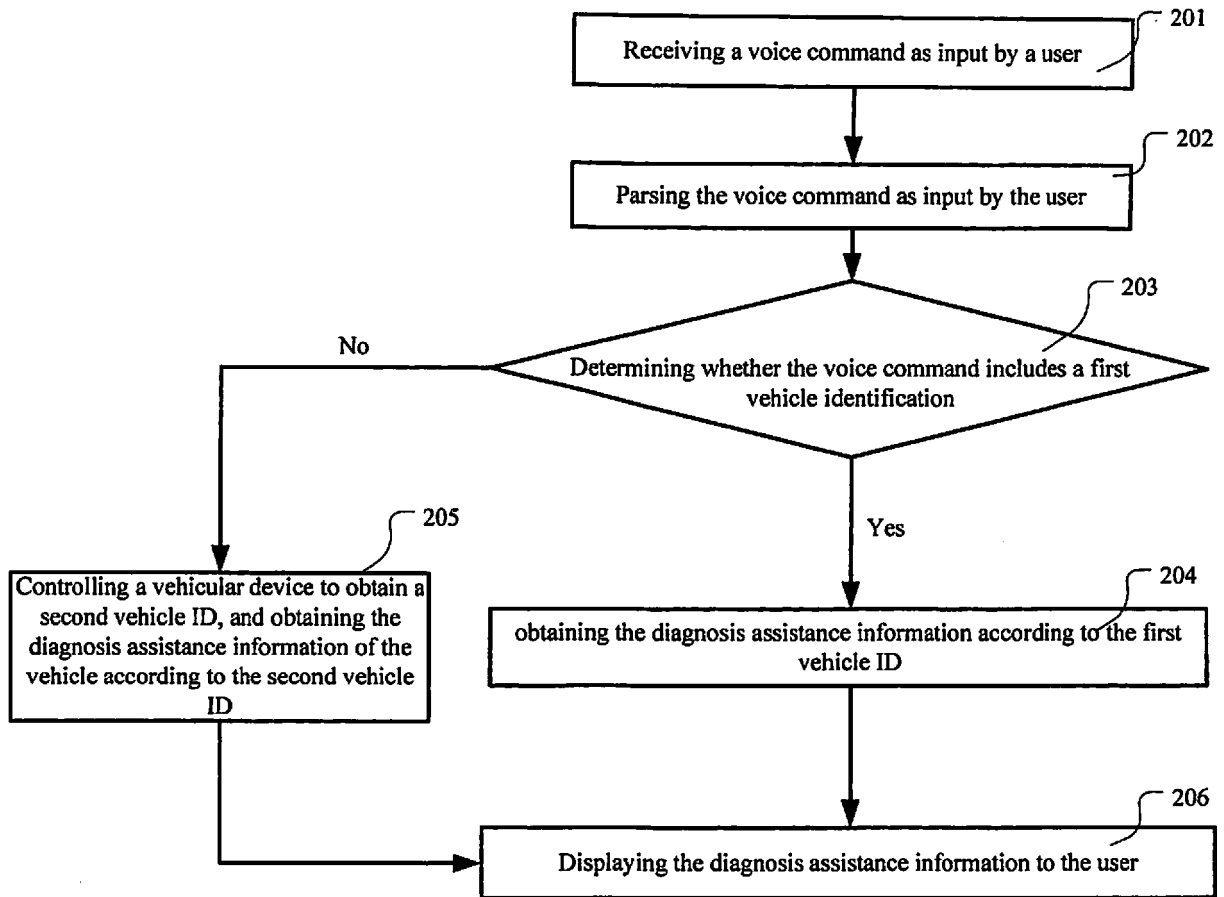 201
Receiving a voice command as input by a user
202
Parsing the voice command as input by the user
203
No
Determining whether the voice command includes a first
vehicle identification
205
Yes
Controlling a vehicular device to obtain a
second vehicle ID, and obtaining the
diagnosis assistance information of the
vehicle according to the second vehicle
ID
204
obtaining the diagnosis assistance information according to the first
vehicle ID
206
Displaying the diagnosis assistance information to the user